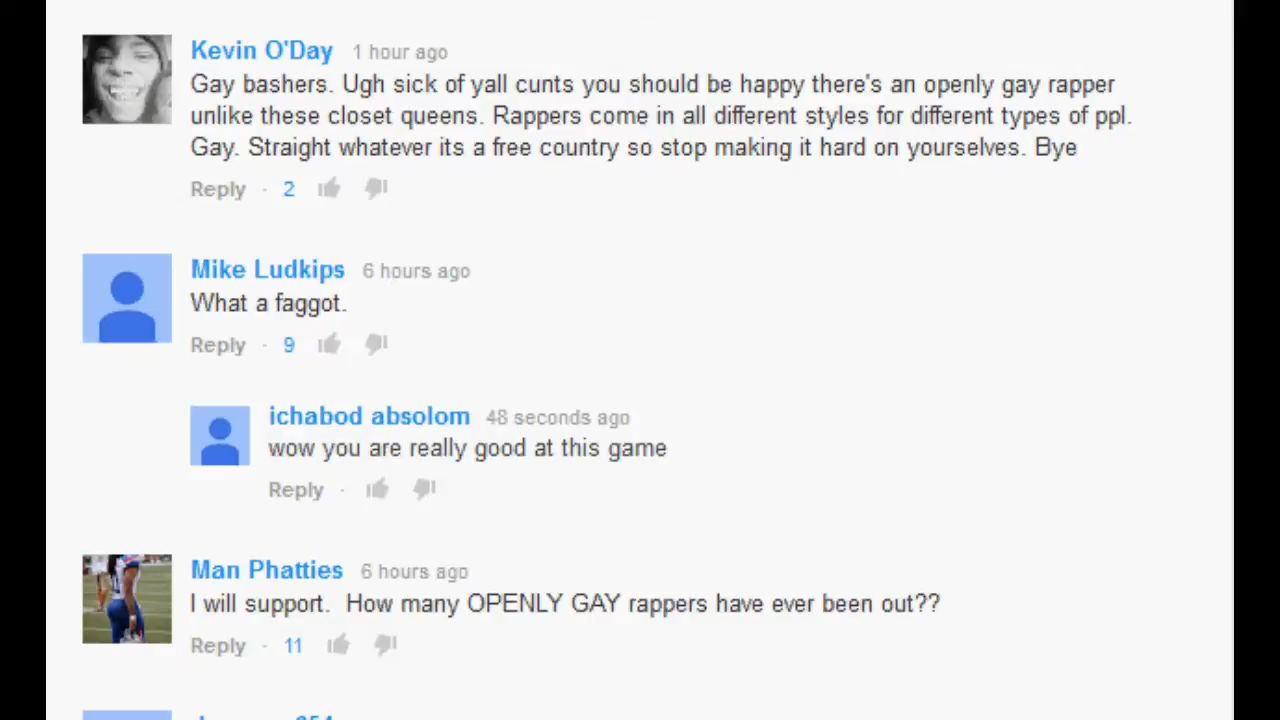 Kevin O'Day 1 hour ago
Gay bashers. Ugh sick of yall cunts you should be happy there's an openly gay rapper
unlike these closet queens. Rappers come in all different styles for different types of ppl.
Gay. Straight whatever its a free country so stop making it hard on yourselves. Bye
Reply · 2
Mike Ludkips 6 hours ago
What a faggot.
Reply · 9
ichabod absolom 48 seconds ago
wow you are really good at this game
Reply ·
Man Phatties 6 hours ago
I will support.  How many OPENLY GAY rappers have ever been out??
Reply · 11